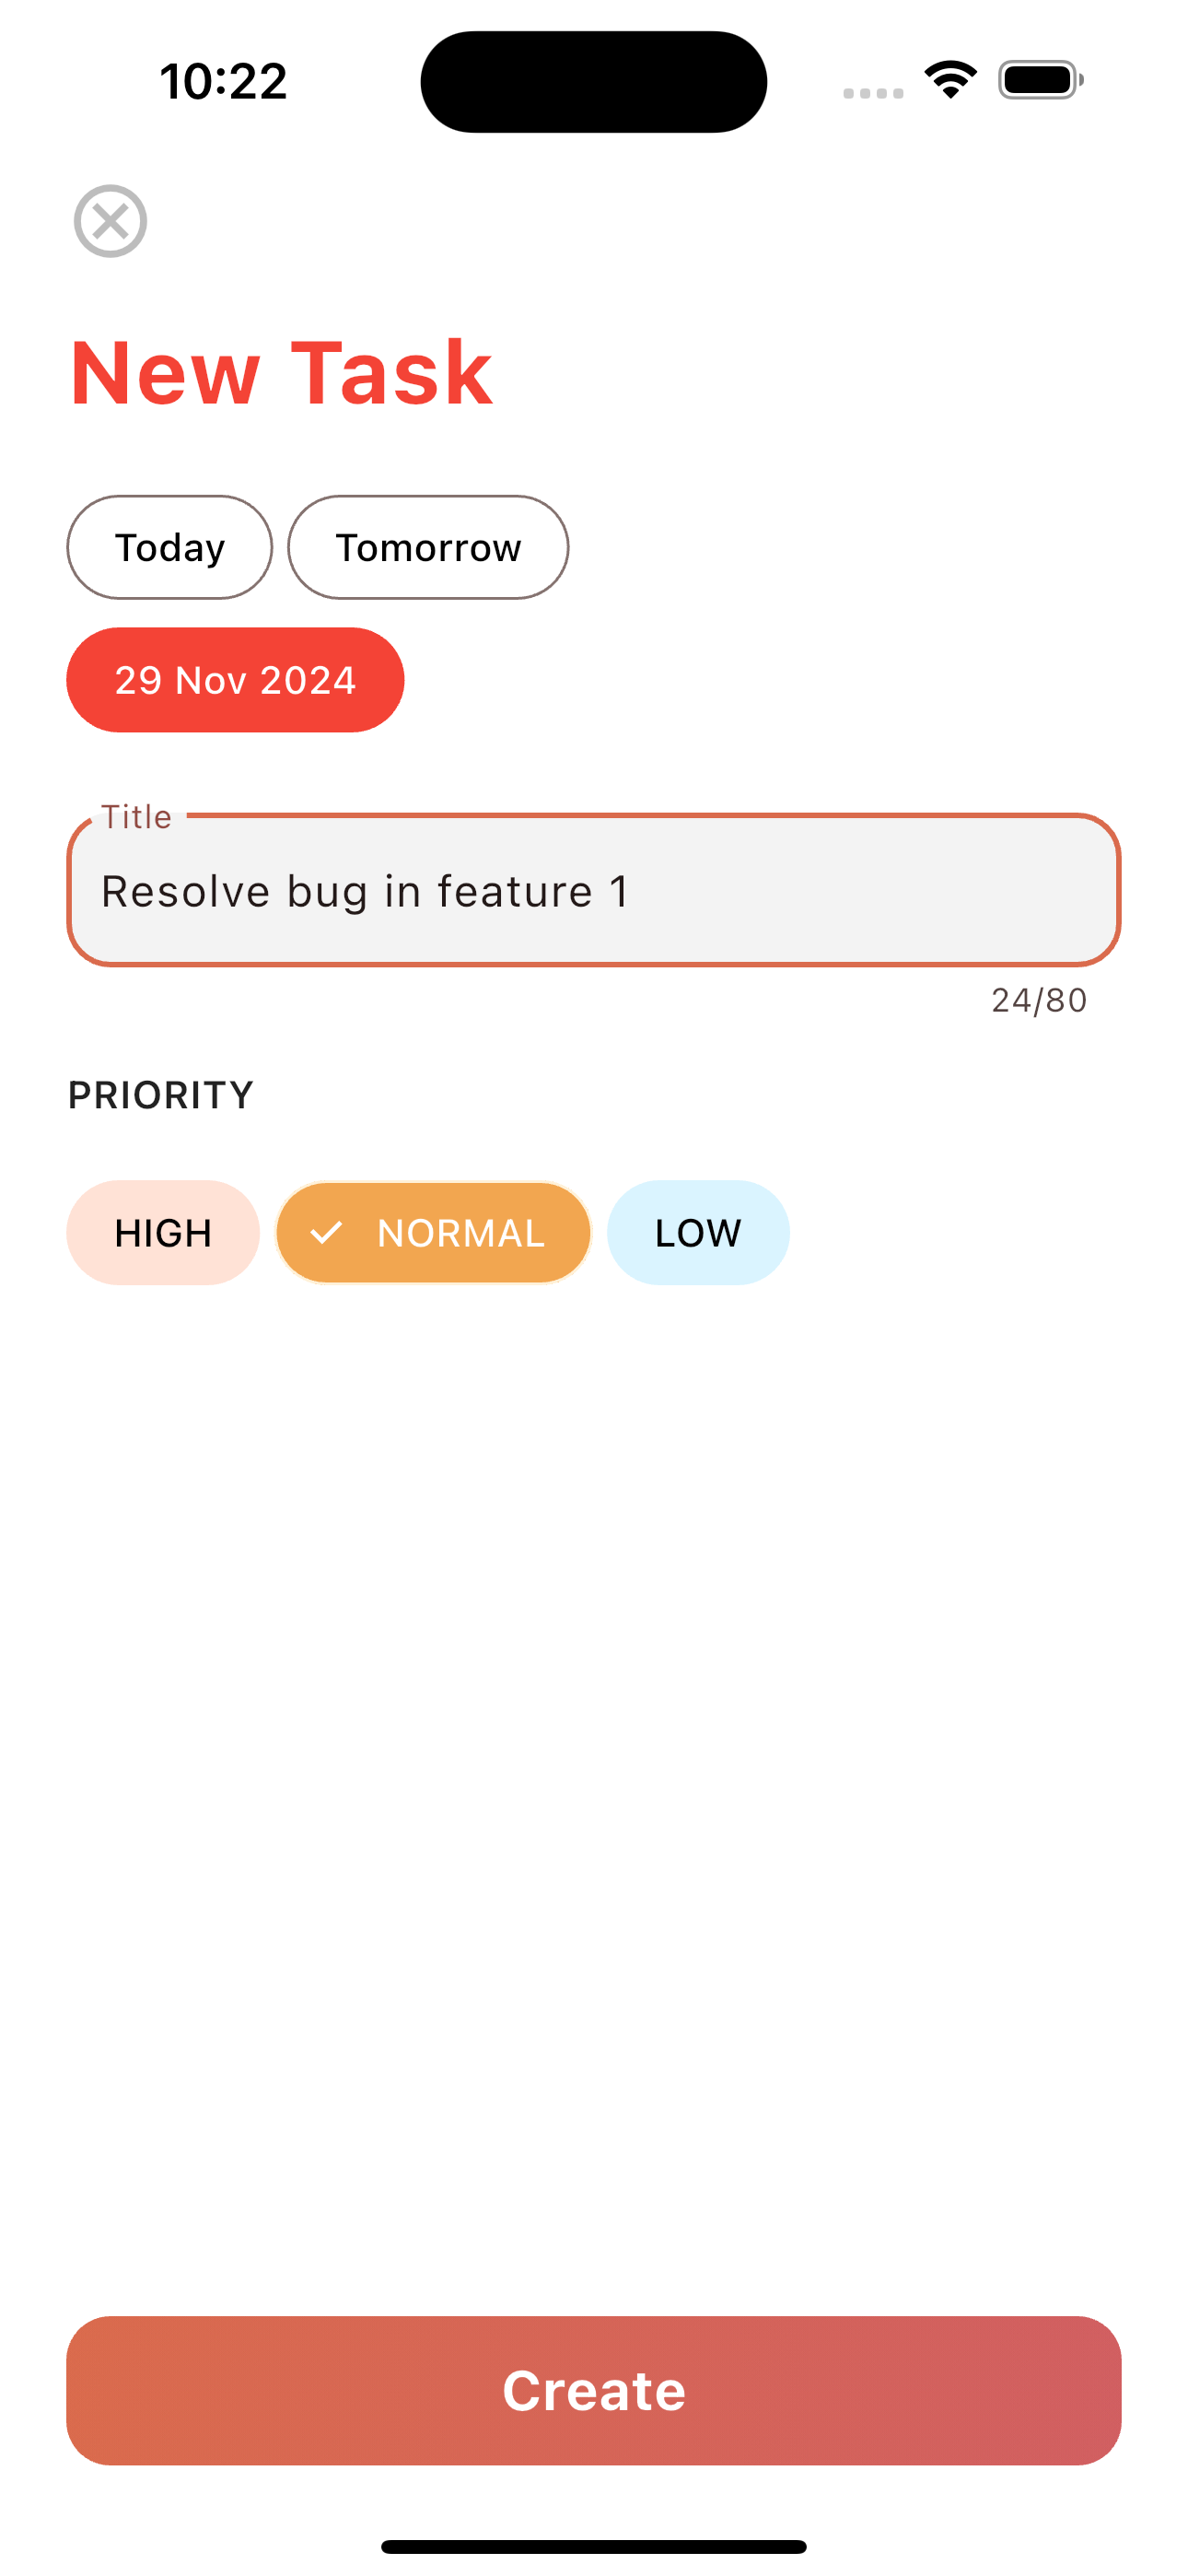 10:22
New Task
Today Tomorrow
29 Nov 2024
Title
Resolve bug in feature 1
24/80
PRIORITY
HIGH NORMAL LOW
Create